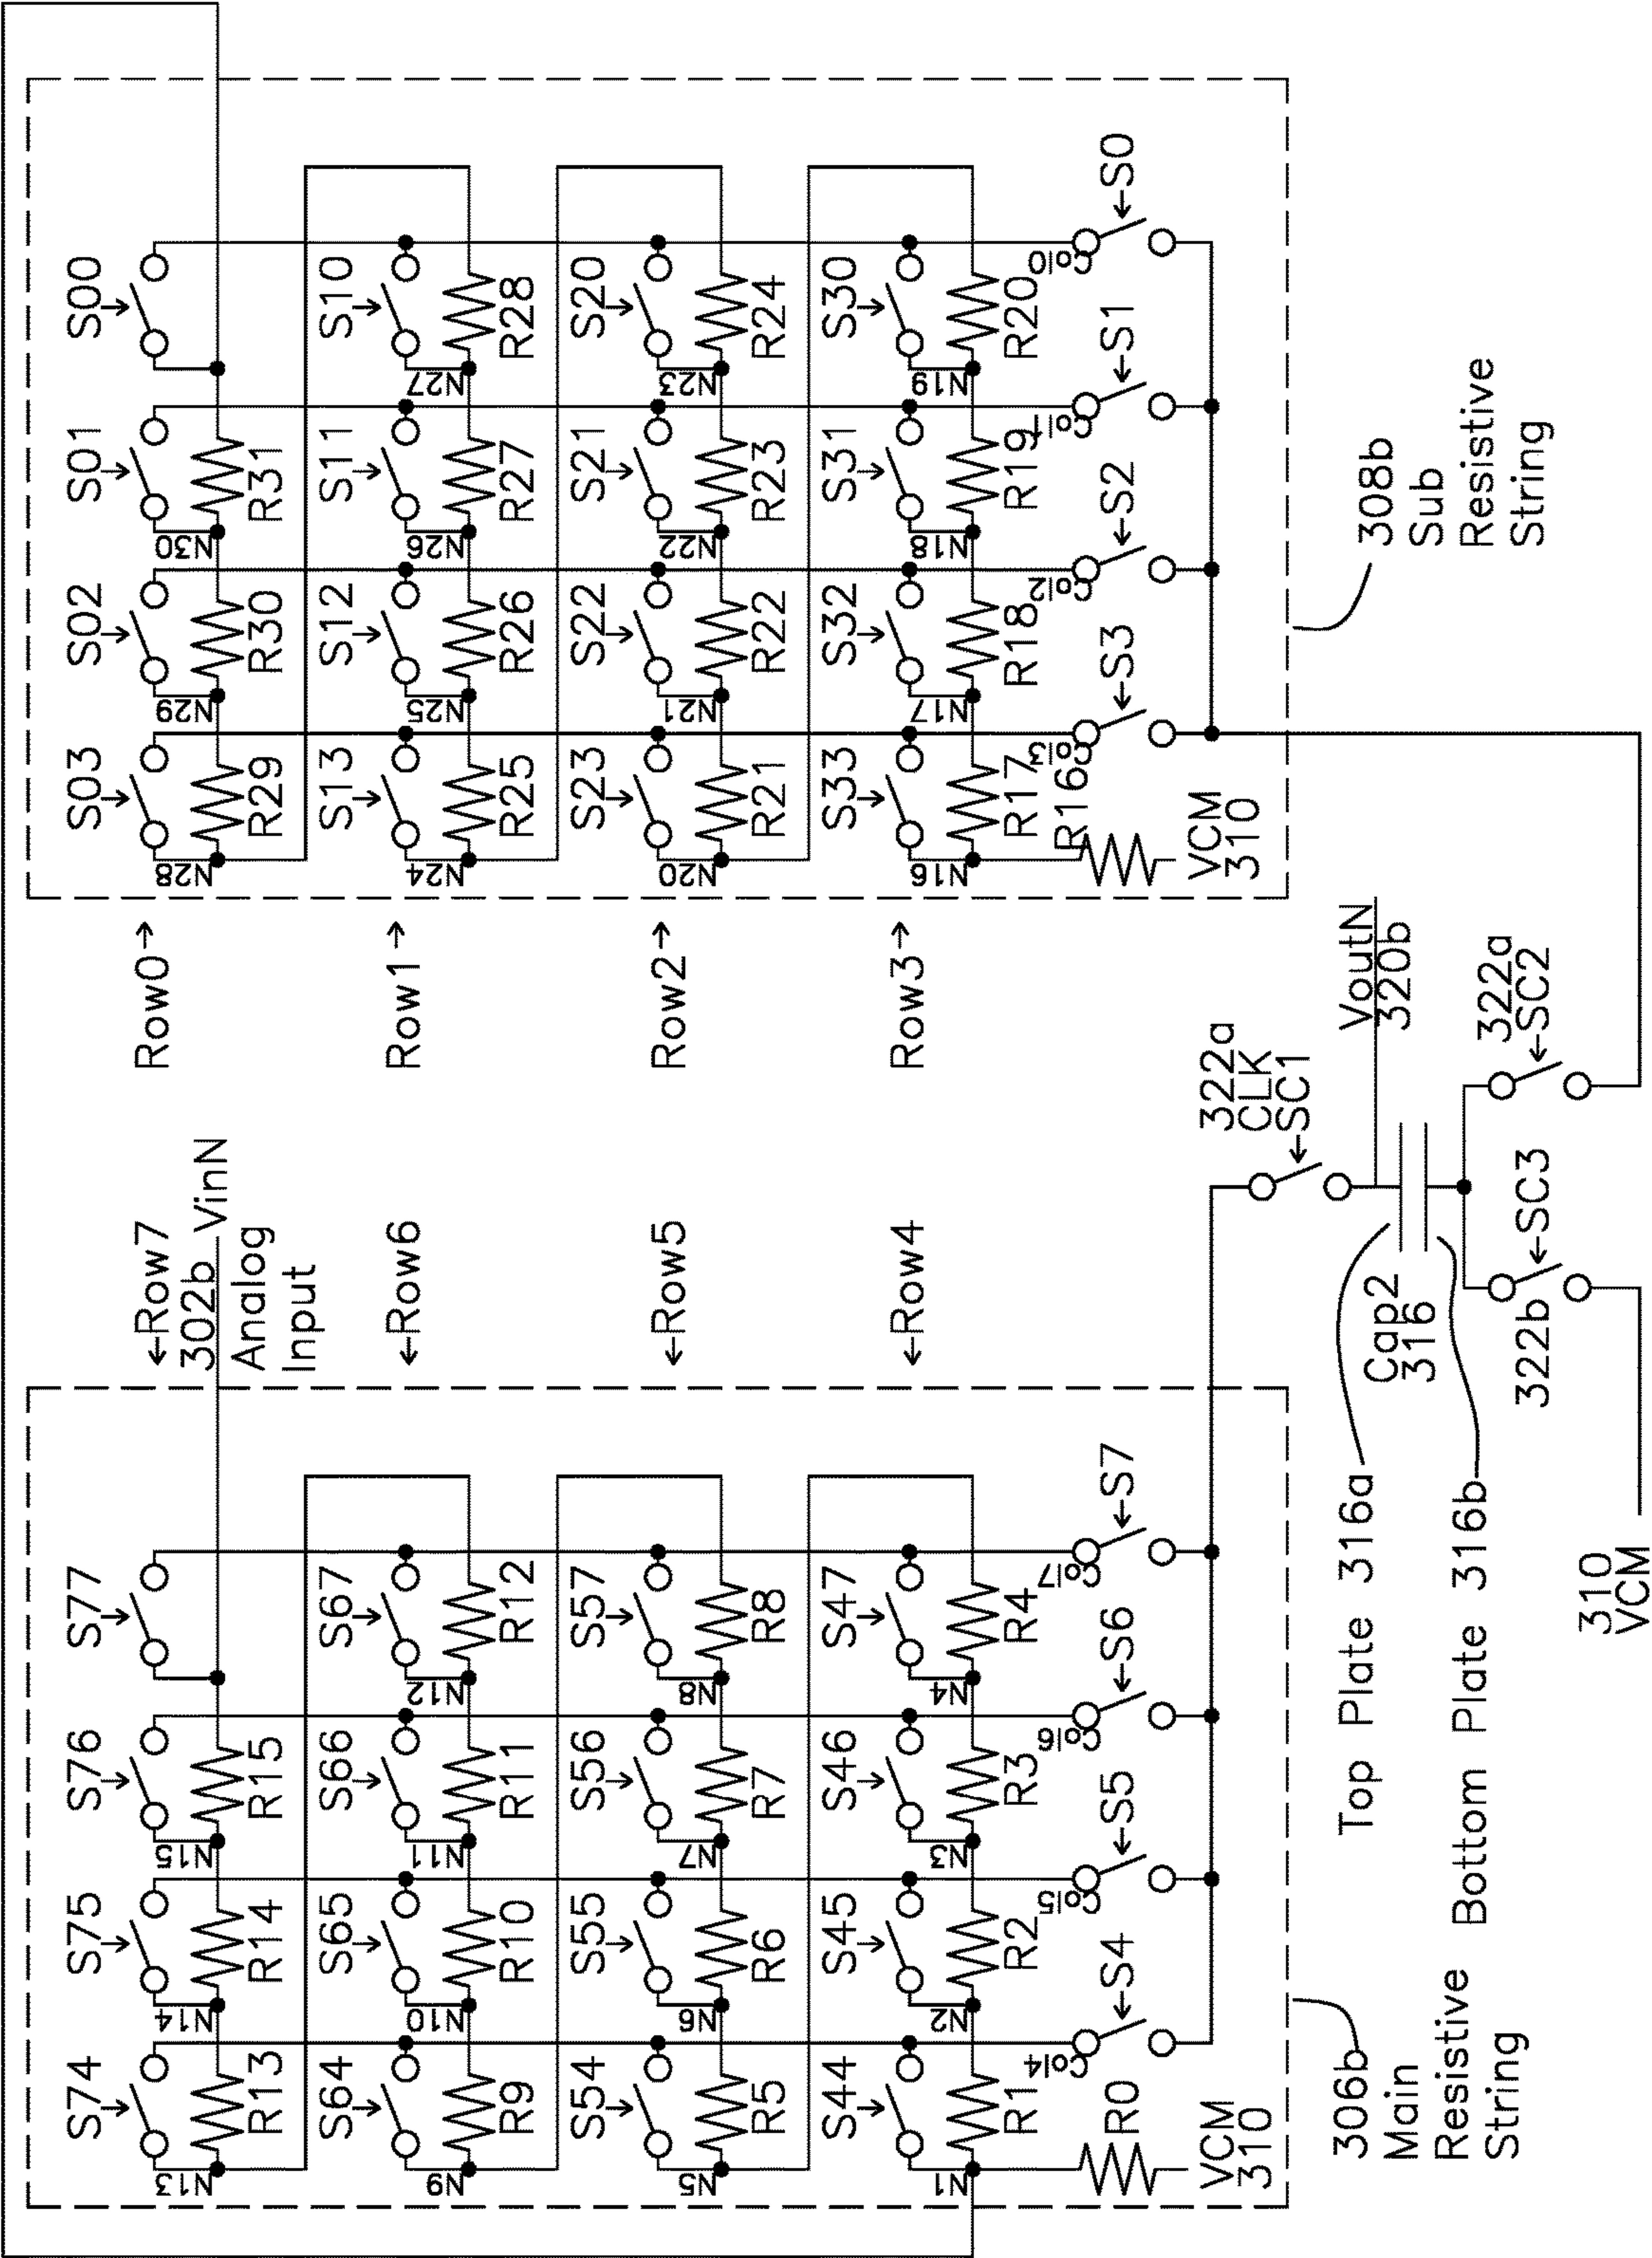 S77
S76
S75
S74
R15
R14
R13
N15
N14
N13
S67
S66
S65
S64
R12
R11
R10
R9
N12
N11
N10
N9
S57
S56
S55
S54
R8
R7
R6
R5
N8
N7
N6
N5
S47
S46
S45
S44
R4
R3
R2
R1
N4
N3
N2
N1
Col7
Col6
Col5
Col4
S7
S6
S5
S4
R0
VCM
310
306b
Main
Resistive
String
←Row7
302b VinN
Analog
Input
←Row6
←Row5
←Row4
Row0→
Row1→
Row2→
Row3→
S00
S01
S02
S03
R31
R30
R29
N30
N29
N28
S10
S11
S12
S13
R28
R27
R26
R25
N27
N26
N25
N24
S20
S21
S22
S23
R24
R23
R22
R21
N23
N22
N21
N20
S30
S31
S32
S33
R20
R19
R18
R17
N19
N18
N17
N16
Col0
Col1
Col2
Col3
S0
S1
S2
S3
R16
VCM
310
308b
Sub
Resistive
String
322a
CLK
SC1
VoutN
320b
Cap2
316
322a
SC2
SC3
322b
Top Plate 316a
Bottom Plate 316b
310
VCM